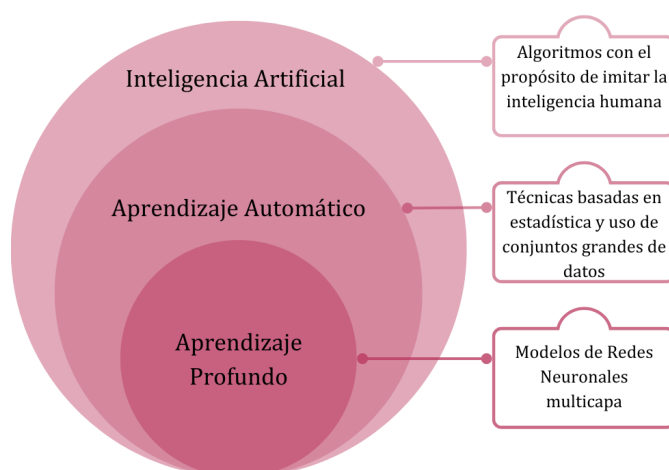 Inteligencia Artificial
Algoritmos con el
propósito de imitar la
inteligencia humana
Aprendizaje Automático
Técnicas basadas en
estadística y uso de
conjuntos grandes de
datos
Aprendizaje
Profundo
Modelos de Redes
Neuronales
multicapa